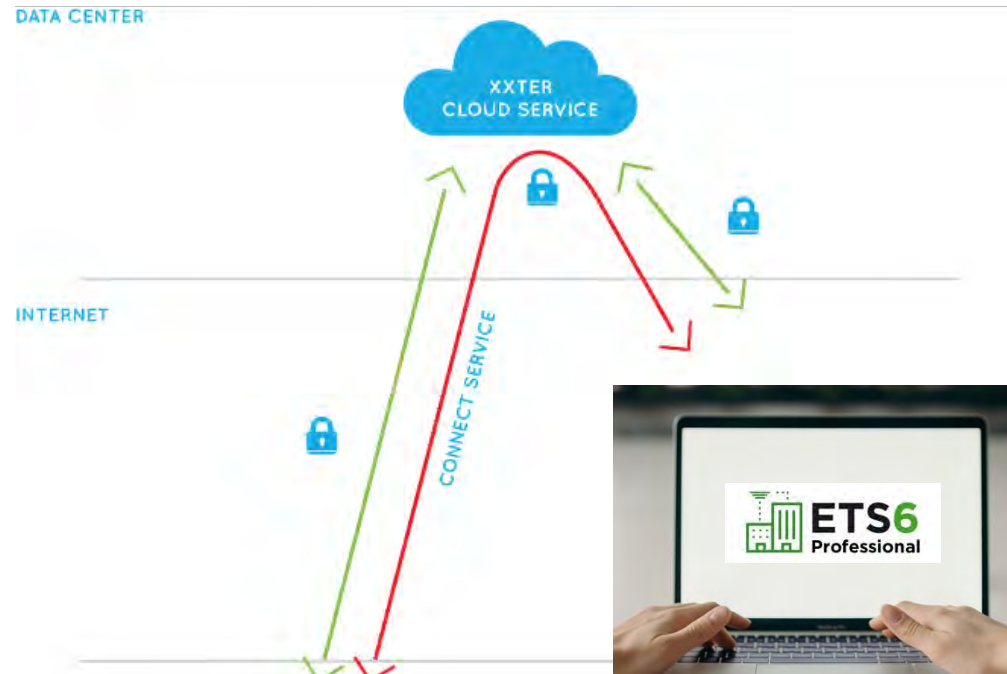 DATA CENTER
XXTER
CLOUD SERVICE
INTERNET
CONNECT SERVICE
ETS6
Professional